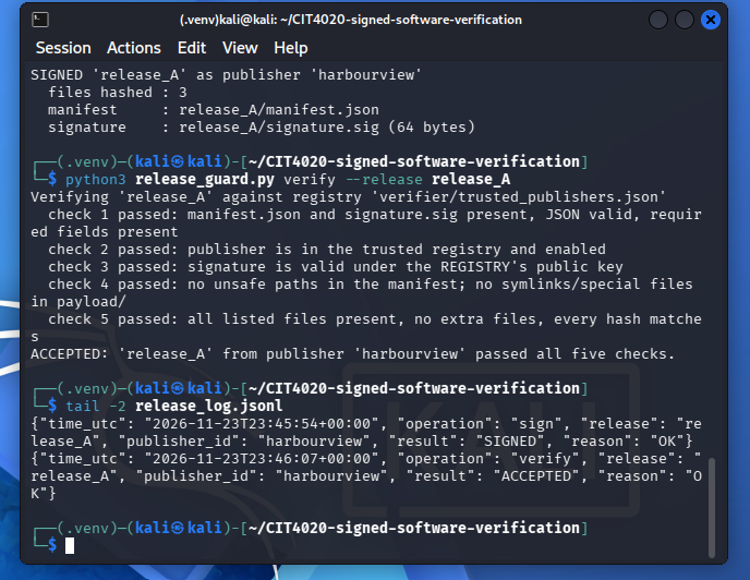 (.venv)kali@kali: ~/CIT4020-signed-software-verification
Session Actions Edit View Help
SIGNED 'release_A' as publisher 'harbourview'
  files hashed : 3
  manifest     : release_A/manifest.json
  signature    : release_A/signature.sig (64 bytes)
┌──(.venv)─(kali㉿kali)-[~/CIT4020-signed-software-verification]
└─$ python3 release_guard.py verify --release release_A
Verifying 'release_A' against registry 'verifier/trusted_publishers.json'
  check 1 passed: manifest.json and signature.sig present, JSON valid, requir
ed fields present
  check 2 passed: publisher is in the trusted registry and enabled
  check 3 passed: signature is valid under the REGISTRY's public key
  check 4 passed: no unsafe paths in the manifest; no symlinks/special files
in payload/
  check 5 passed: all listed files present, no extra files, every hash matche
s
ACCEPTED: 'release_A' from publisher 'harbourview' passed all five checks.
┌──(.venv)─(kali㉿kali)-[~/CIT4020-signed-software-verification]
└─$ tail -2 release_log.jsonl
{"time_utc": "2026-11-23T23:45:54+00:00", "operation": "sign", "release": "re
lease_A", "publisher_id": "harbourview", "result": "SIGNED", "reason": "OK"}
{"time_utc": "2026-11-23T23:46:07+00:00", "operation": "verify", "release": "
release_A", "publisher_id": "harbourview", "result": "ACCEPTED", "reason": "O
K"}
┌──(.venv)─(kali㉿kali)-[~/CIT4020-signed-software-verification]
└─$
KALI